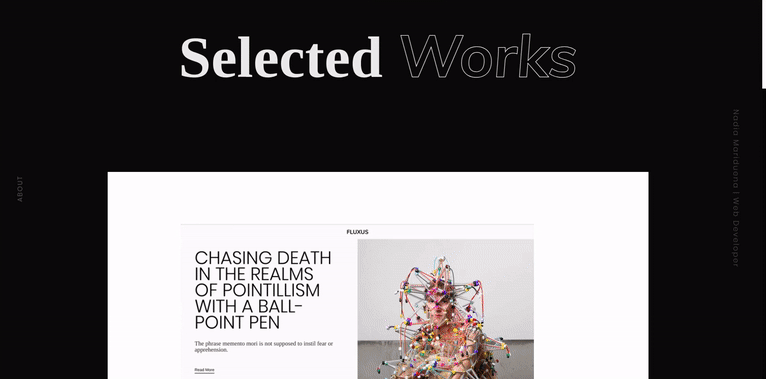 Selected Works
ABOUT
Nadia Mariduena | Web Developer
FLUXUS
CHASING DEATH
IN THE REALMS
OF POINTILLISM
WITH A BALL-
POINT PEN
The phrase memento mori is not supposed to instil fear or
apprehension.
Read More